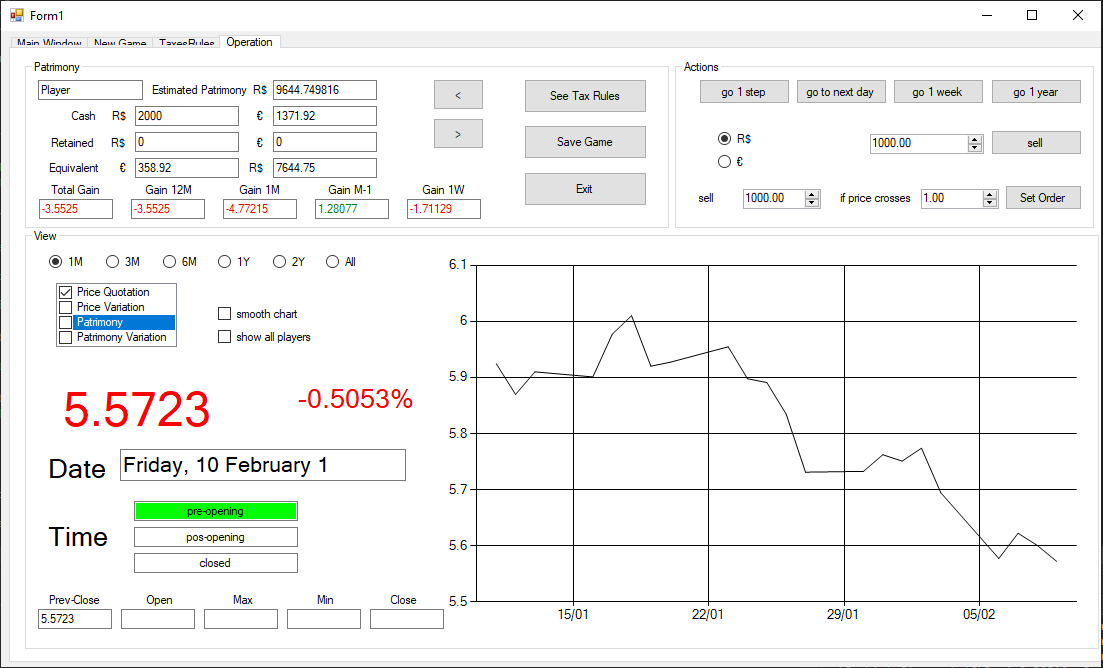 Form1
Main Window New Game TaxesRules Operation
Patrimony
Player Estimated Patrimony R$ 9644.749816
Cash R$ 2000 € 1371.92
Retained R$ 0 € 0
Equivalent € 358.92 R$ 7644.75
Total Gain Gain 12M Gain 1M Gain M-1 Gain 1W
-3.5525 -3.5525 -4.77215 1.28077 -1.71129
<
>
See Tax Rules
Save Game
Exit
Actions
go 1 step go to next day go 1 week go 1 year
R$
€
1000.00 sell
sell 1000.00 if price crosses 1.00 Set Order
View
1M 3M 6M 1Y 2Y All
Price Quotation
Price Variation
Patrimony
Patrimony Variation
smooth chart
show all players
5.5723 -0.5053%
Date Friday, 10 February 1
Time
pre-opening
pos-opening
closed
Prev-Close Open Max Min Close
5.5723
6.1
6
5.9
5.8
5.7
5.6
5.5
15/01 22/01 29/01 05/02